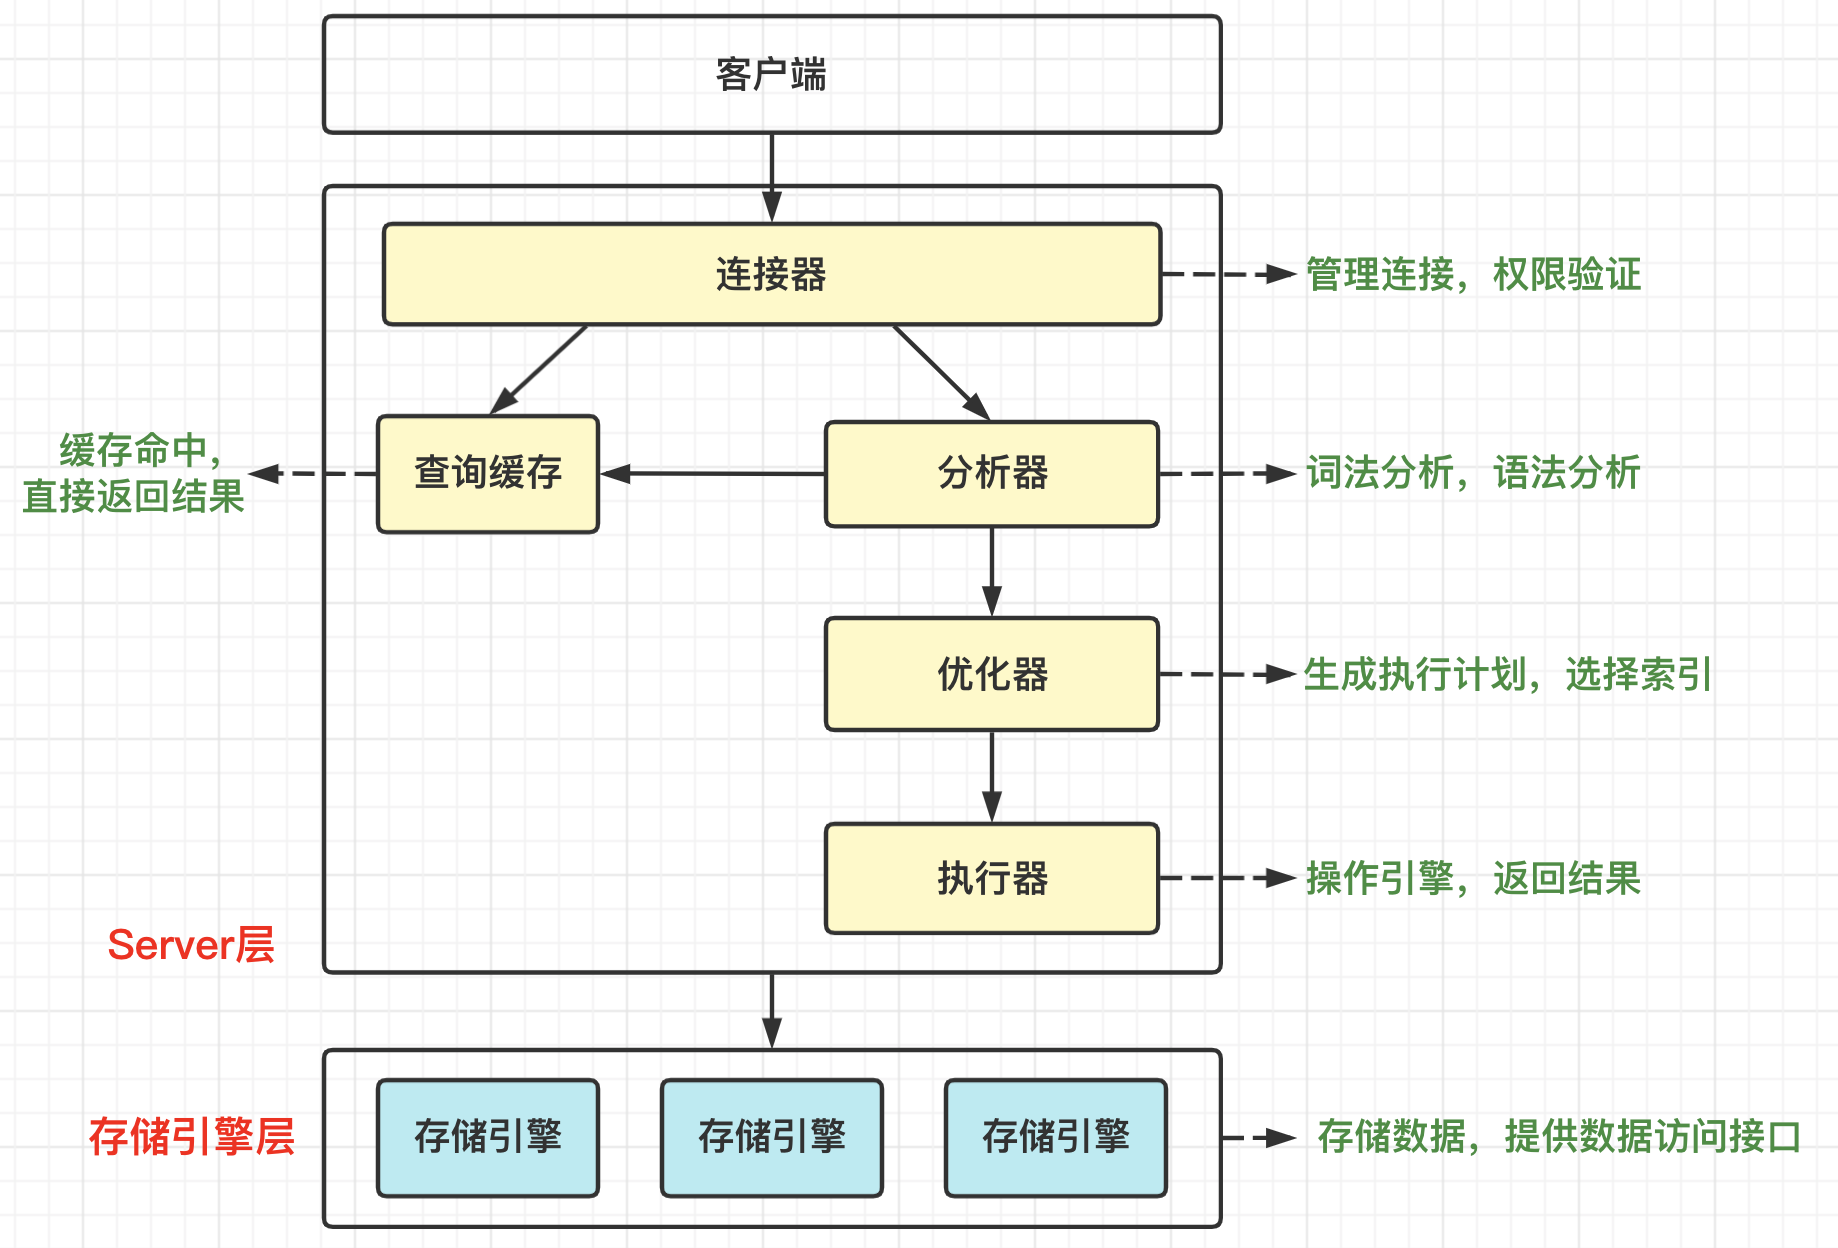 客户端
连接器
管理连接，权限验证
缓存命中，
直接返回结果
查询缓存
分析器
词法分析，语法分析
优化器
生成执行计划，选择索引
执行器
操作引擎，返回结果
Server层
存储引擎层
存储引擎
存储引擎
存储引擎
存储数据，提供数据访问接口